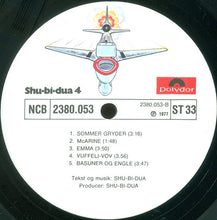 Shu-bi-dua 4
Polydor
NCB
2380.053
2380.053-B
℗ 1977
ST 33
1. SOMMER GRYDER (3:16)
2. McARINE (1:48)
3. EMMA (3:50)
4. VUFFELI-VOV (3:56)
5. BASUNER OG ENGLE (3:47)
Tekst og musik: SHU-BI-DUA
Producer: SHU-BI-DUA